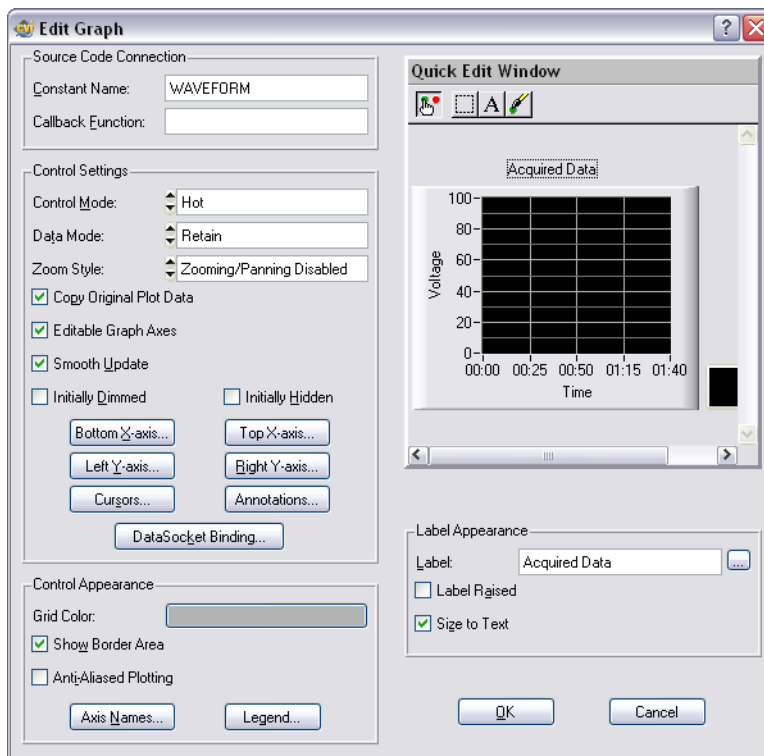 Edit Graph
Source Code Connection
Constant Name: WAVEFORM
Callback Function:
Control Settings
Control Mode: Hot
Data Mode: Retain
Zoom Style: Zooming/Panning Disabled
Copy Original Plot Data
Editable Graph Axes
Smooth Update
Initially Dimmed Initially Hidden
Bottom X-axis... Top X-axis...
Left Y-axis... Right Y-axis...
Cursors... Annotations...
DataSocket Binding...
Control Appearance
Grid Color:
Show Border Area
Anti-Aliased Plotting
Axis Names... Legend...
Quick Edit Window
A
Acquired Data
100
80
60
40
20
0
Voltage
00:00 00:25 00:50 01:15 01:40
Time
Label Appearance
Label: Acquired Data ...
Label Raised
Size to Text
OK Cancel